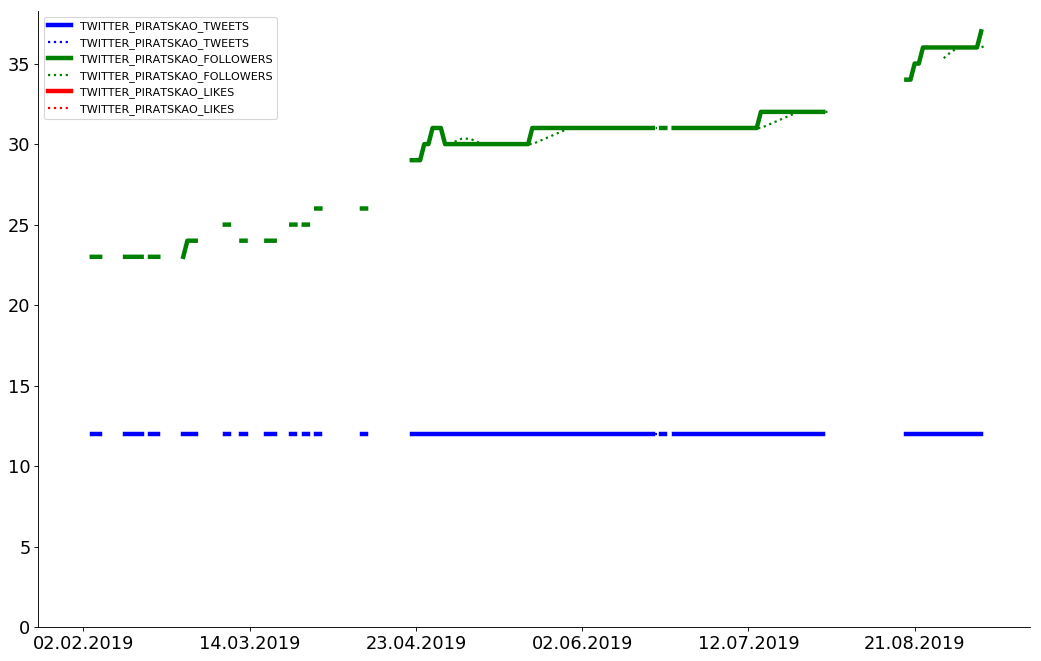 TWITTER_PIRATSKAO_TWEETS
TWITTER_PIRATSKAO_TWEETS
TWITTER_PIRATSKAO_FOLLOWERS
TWITTER_PIRATSKAO_FOLLOWERS
TWITTER_PIRATSKAO_LIKES
TWITTER_PIRATSKAO_LIKES
35
30
25
20
15
10
5
0
02.02.2019 14.03.2019 23.04.2019 02.06.2019 12.07.2019 21.08.2019